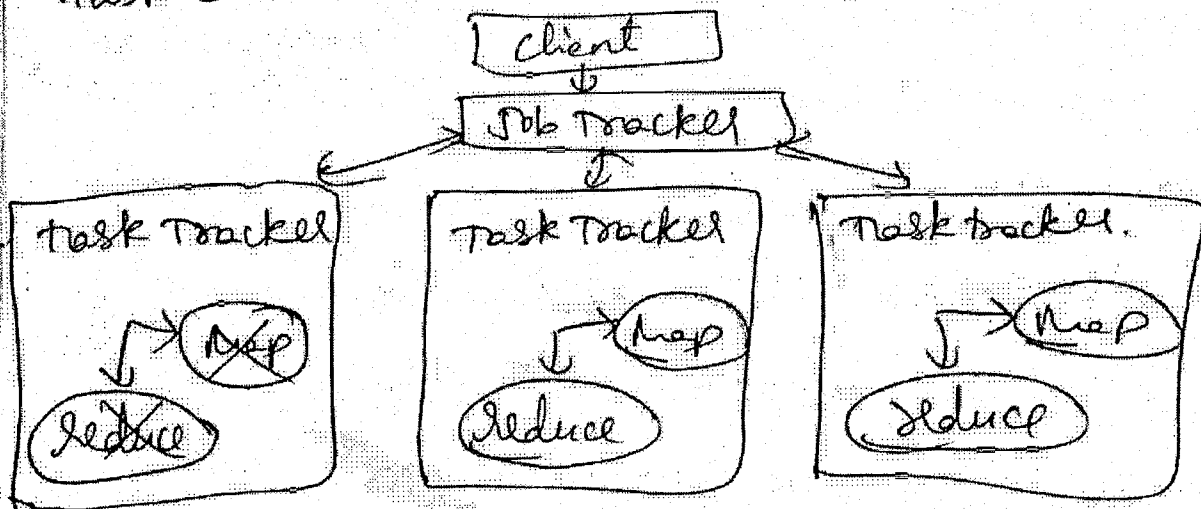 Client
Job Tracker
Task Tracker Task Tracker Task tracker.
Map Map Map
reduce reduce reduce